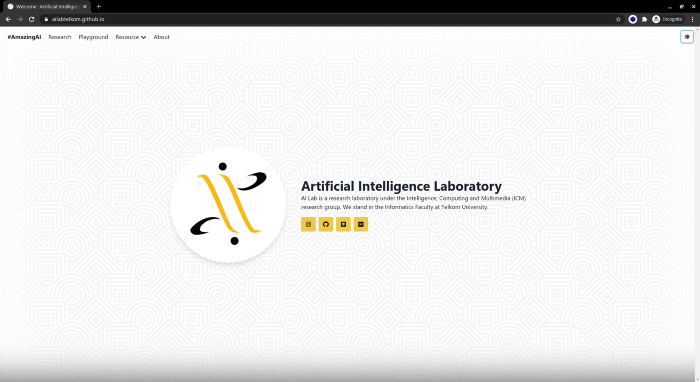 Welcome - Artificial Intelligenc
ailabtelkom.github.io
Incognito
#AmazingAI Research Playground Resource About
Artificial Intelligence Laboratory
AI Lab is a research laboratory under the Intelligence, Computing and Multimedia (ICM)
research group. We stand in the Informatics Faculty at Telkom University.